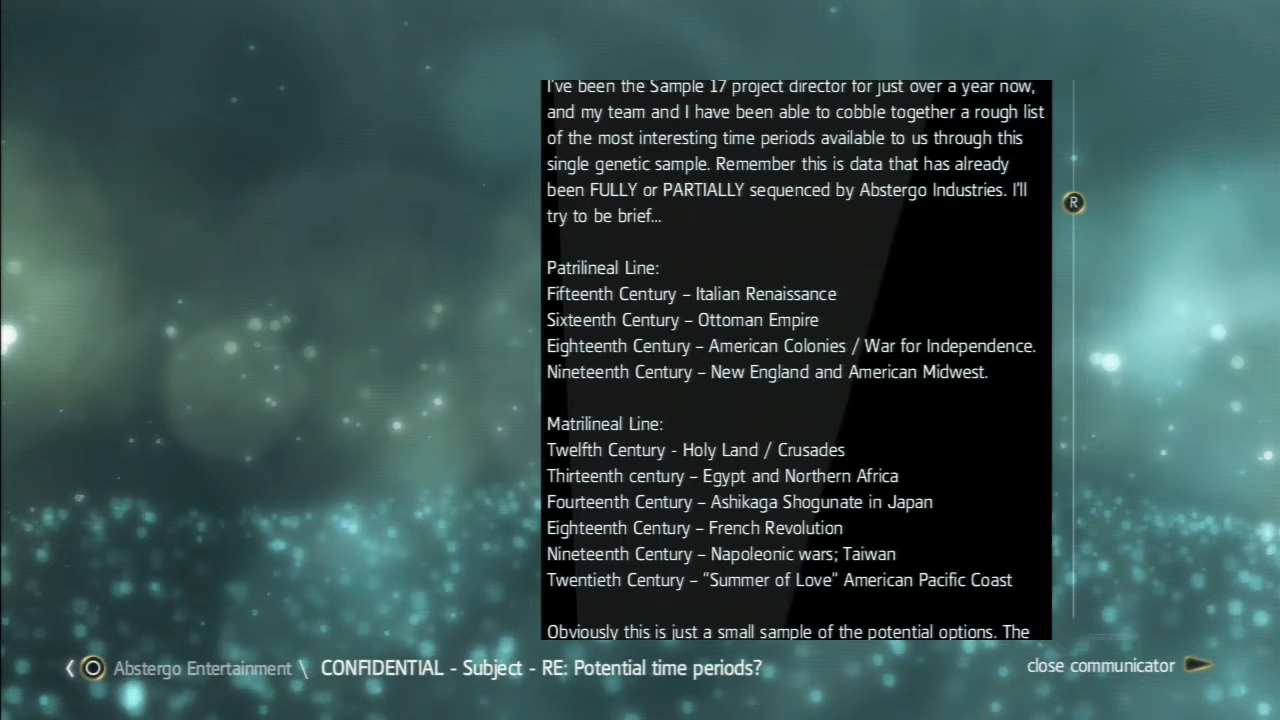 I've been the Sample 17 project director for just over a year now,
and my team and I have been able to cobble together a rough list
of the most interesting time periods available to us through this
single genetic sample. Remember this is data that has already
been FULLY or PARTIALLY sequenced by Abstergo Industries. I'll
try to be brief...
Patrilineal Line:
Fifteenth Century – Italian Renaissance
Sixteenth Century – Ottoman Empire
Eighteenth Century – American Colonies / War for Independence.
Nineteenth Century – New England and American Midwest.
Matrilineal Line:
Twelfth Century - Holy Land / Crusades
Thirteenth century – Egypt and Northern Africa
Fourteenth Century – Ashikaga Shogunate in Japan
Eighteenth Century – French Revolution
Nineteenth Century – Napoleonic wars; Taiwan
Twentieth Century – "Summer of Love" American Pacific Coast
Obviously this is just a small sample of the potential options. The
R
Abstergo Entertainment \ CONFIDENTIAL - Subject - RE: Potential time periods?
close communicator